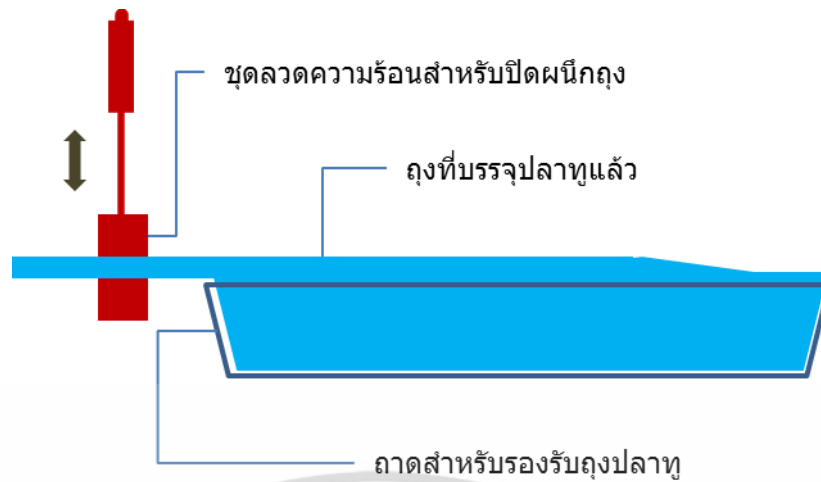 ชุดลวดความร้อนสำหรับปิดผนึกถุง
ถุงที่บรรจุปลาทูแล้ว
ถาดสำหรับรองรับถุงปลาทู